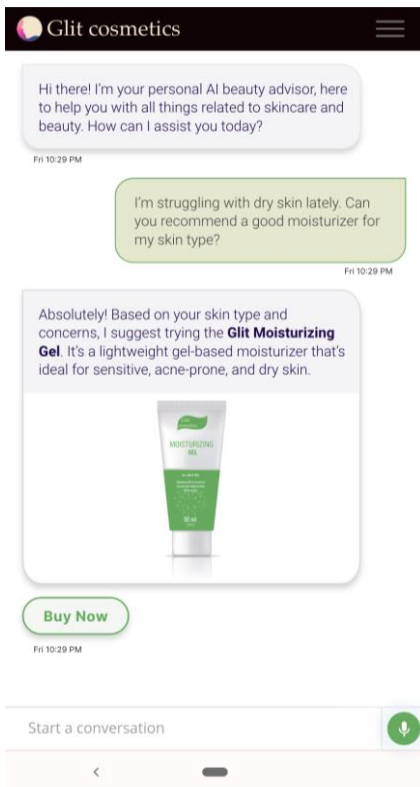 Glit cosmetics
Hi there! I'm your personal AI beauty advisor, here
to help you with all things related to skincare and
beauty. How can I assist you today?
Fri 10:29 PM
I'm struggling with dry skin lately. Can
you recommend a good moisturizer for
my skin type?
Fri 10:29 PM
Absolutely! Based on your skin type and
concerns, I suggest trying the Glit Moisturizing
Gel. It's a lightweight gel-based moisturizer that's
ideal for sensitive, acne-prone, and dry skin.
MOISTURIZING
GEL
50 ml
Buy Now
Fri 10:29 PM
Start a conversation